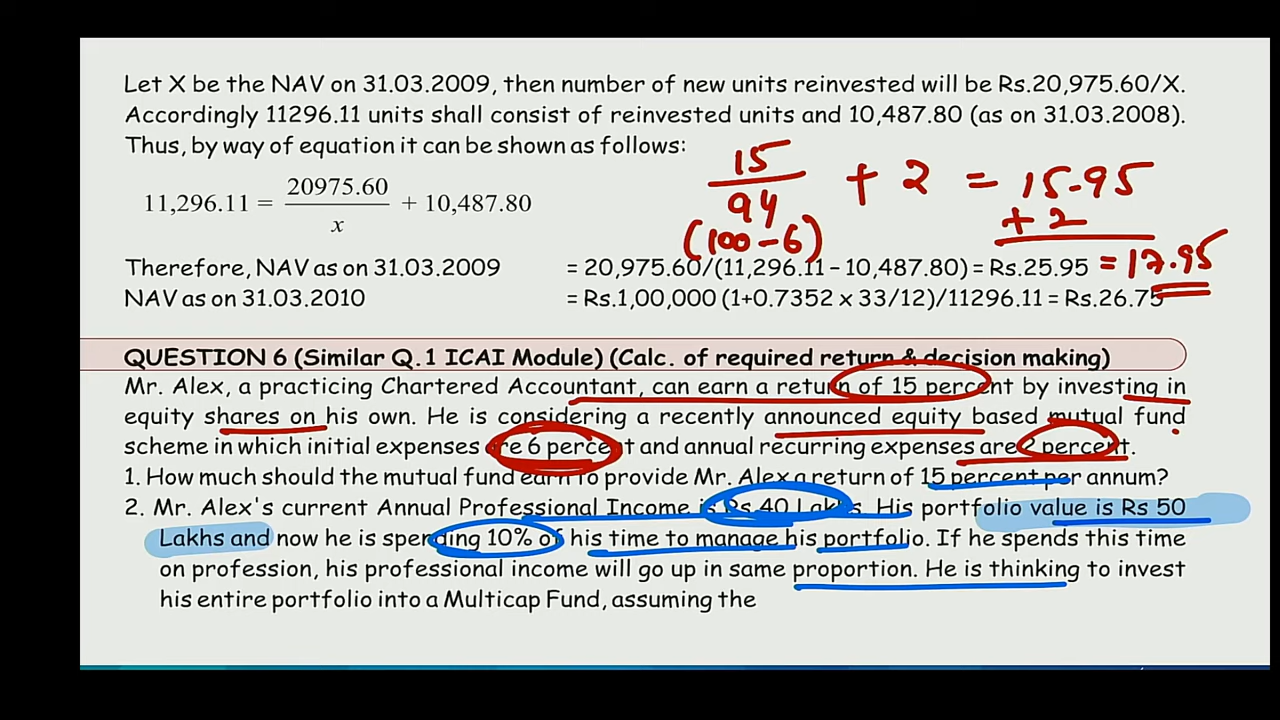 Let X be the NAV on 31.03.2009, then number of new units reinvested will be Rs.20,975.60/X.
Accordingly 11296.11 units shall consist of reinvested units and 10,487.80 (as on 31.03.2008).
Thus, by way of equation it can be shown as follows:
11,296.11 = 20975.60 / x + 10,487.80
15 / 94 + 2 = 15.95
(100-6)
+ 2
= 17.95
Therefore, NAV as on 31.03.2009 = 20,975.60/(11,296.11 – 10,487.80) = Rs.25.95
NAV as on 31.03.2010 = Rs.1,00,000 (1+0.7352 x 33/12)/11296.11 = Rs.26.75
QUESTION 6 (Similar Q.1 ICAI Module) (Calc. of required return & decision making)
Mr. Alex, a practicing Chartered Accountant, can earn a return of 15 percent by investing in
equity shares on his own. He is considering a recently announced equity based mutual fund
scheme in which initial expenses are 6 percent and annual recurring expenses are 2 percent.
1. How much should the mutual fund earn to provide Mr. Alex a return of 15 percent per annum?
2. Mr. Alex's current Annual Professional Income is Rs.40 Lakhs. His portfolio value is Rs 50
Lakhs and now he is spending 10% of his time to manage his portfolio. If he spends this time
on profession, his professional income will go up in same proportion. He is thinking to invest
his entire portfolio into a Multicap Fund, assuming the